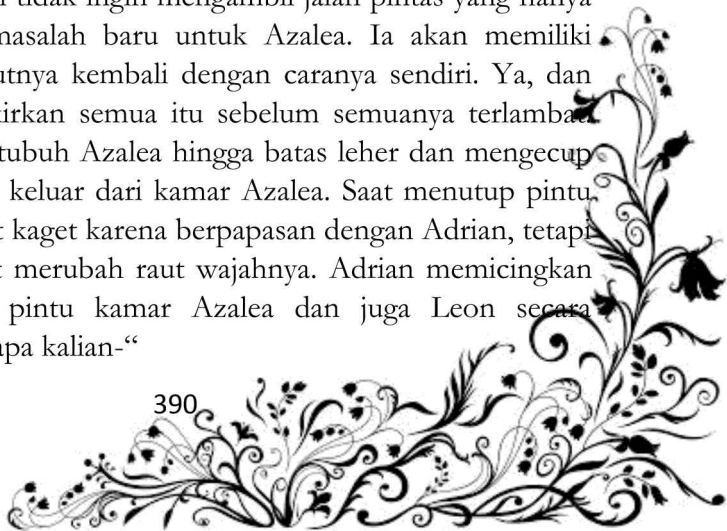 tidak ingin mengambil jalan pintas yang hanya
masalah baru untuk Azalea. Ia akan memiliki
kembali dengan caranya sendiri. Ya, dan
semua itu sebelum semuanya terlambat.
tubuh Azalea hingga batas leher dan mengecup
keluar dari kamar Azalea. Saat menutup pintu
kaget karena berpapasan dengan Adrian, tetapi
merubah raut wajahnya. Adrian memicingkan
pintu kamar Azalea dan juga Leon secara
kalian-“
390